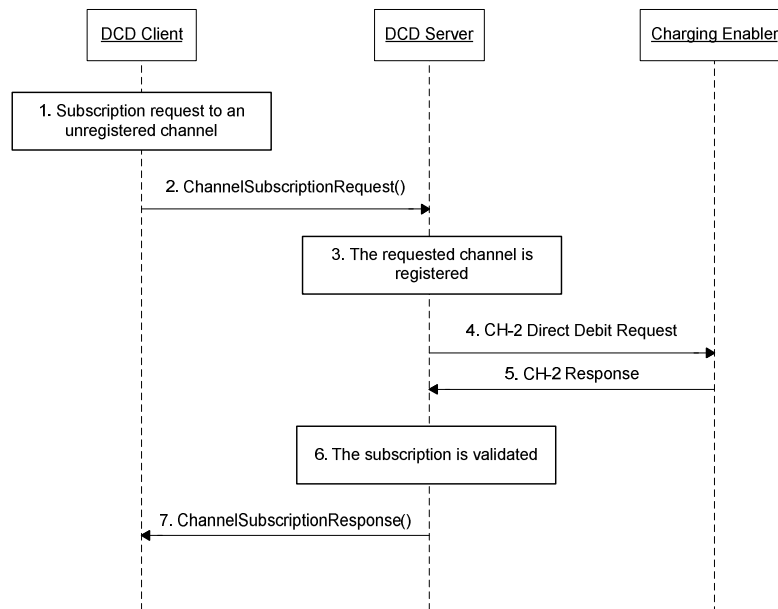 DCD Client
DCD Server
Charging Enabler
1. Subscription request to an
unregistered channel
2. ChannelSubscriptionRequest()
3. The requested channel is
registered
4. CH-2 Direct Debit Request
5. CH-2 Response
6. The subscription is validated
7. ChannelSubscriptionResponse()